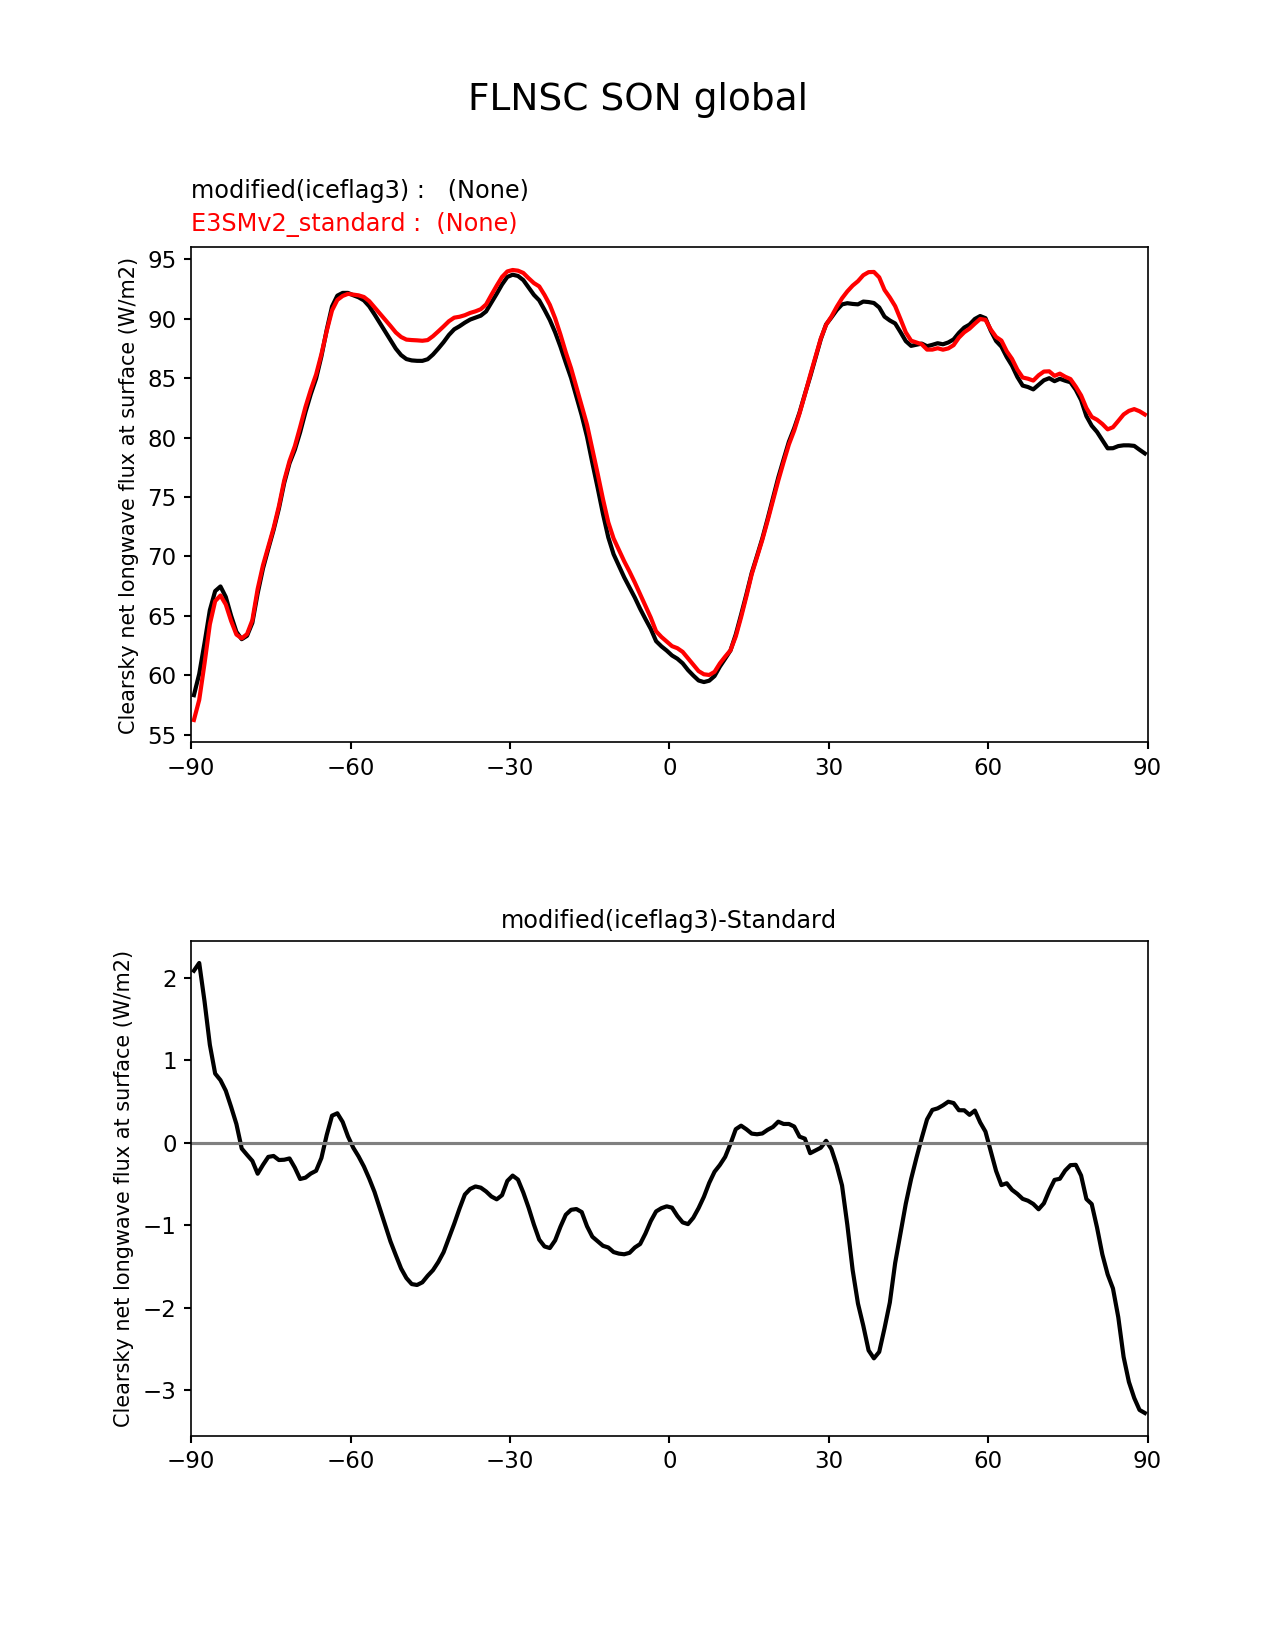 FLNSC SON global
modified(iceflag3) :   (None)
E3SMv2_standard :  (None)
Clearsky net longwave flux at surface (W/m2)
95
90
85
80
75
70
65
60
55
−90 −60 −30 0 30 60 90
modified(iceflag3)-Standard
Clearsky net longwave flux at surface (W/m2)
2
1
0
−1
−2
−3
−90 −60 −30 0 30 60 90